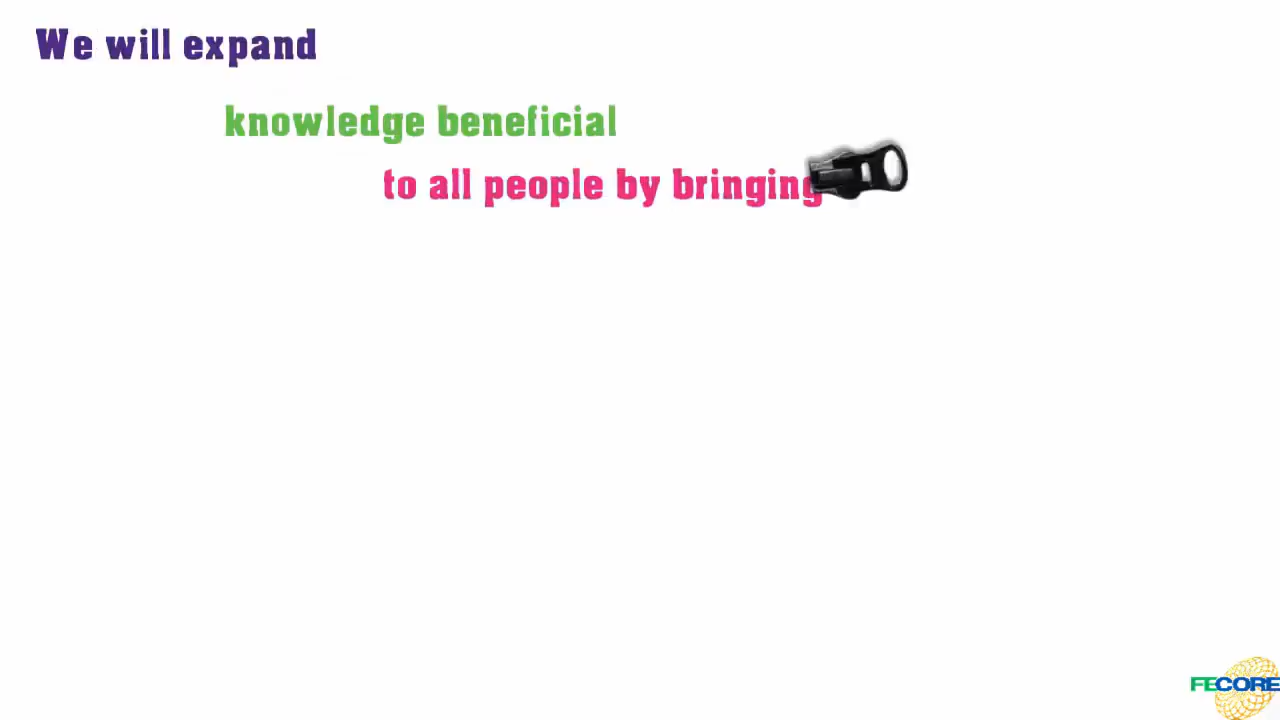 We will expand
knowledge beneficial
to all people by bringing
FECORE